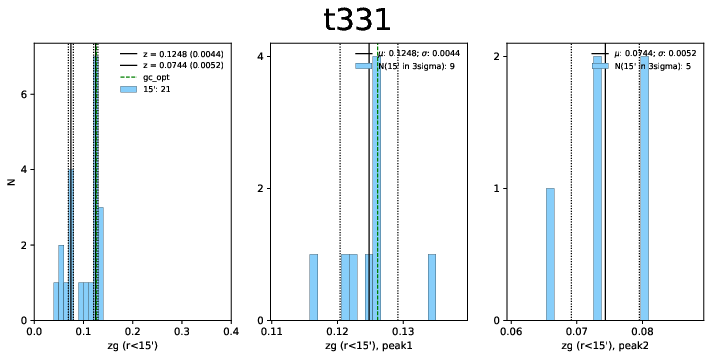 t331
z = 0.1248 (0.0044)
z = 0.0744 (0.0052)
gc_opt
15': 21
N
0
2
4
6
0.0
0.1
0.2
0.3
0.4
zg (r<15')
μ: 0.1248; σ: 0.0044
N(15' in 3sigma): 9
0
2
4
0.11
0.12
0.13
zg (r<15'), peak1
μ: 0.0744; σ: 0.0052
N(15' in 3sigma): 5
0
1
2
0.06
0.07
0.08
zg (r<15'), peak2